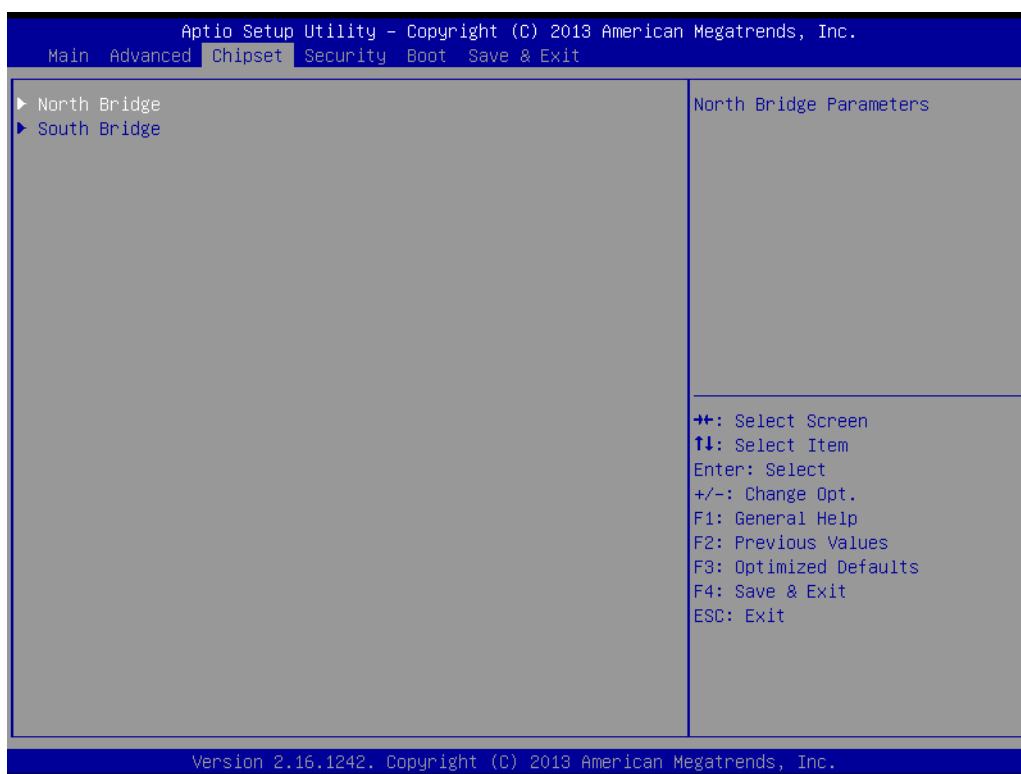 Aptio Setup Utility – Copyright (C) 2013 American Megatrends, Inc.
Main Advanced Chipset Security Boot Save & Exit
▶ North Bridge
▶ South Bridge
North Bridge Parameters
→←: Select Screen
↑↓: Select Item
Enter: Select
+/-: Change Opt.
F1: General Help
F2: Previous Values
F3: Optimized Defaults
F4: Save & Exit
ESC: Exit
Version 2.16.1242. Copyright (C) 2013 American Megatrends, Inc.